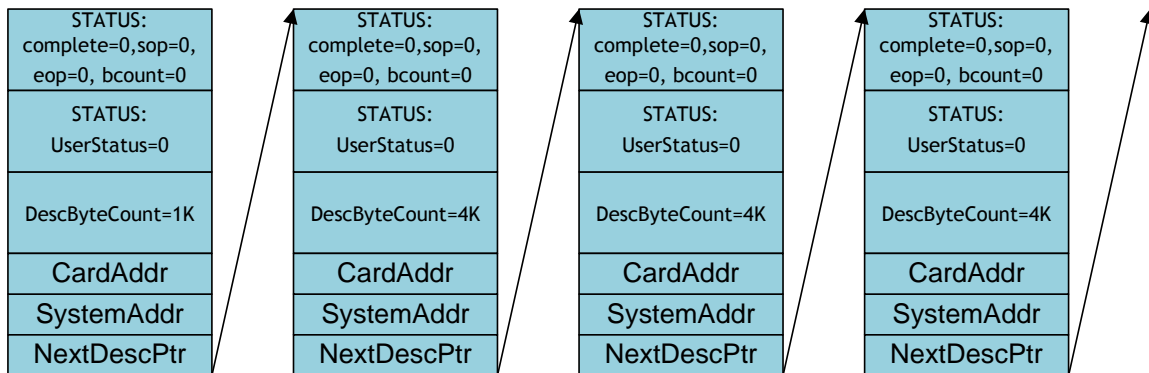 STATUS:
complete=0,sop=0,
eop=0, bcount=0
STATUS:
UserStatus=0
DescByteCount=1K
CardAddr
SystemAddr
NextDescPtr
STATUS:
complete=0,sop=0,
eop=0, bcount=0
STATUS:
UserStatus=0
DescByteCount=4K
CardAddr
SystemAddr
NextDescPtr
STATUS:
complete=0,sop=0,
eop=0, bcount=0
STATUS:
UserStatus=0
DescByteCount=4K
CardAddr
SystemAddr
NextDescPtr
STATUS:
complete=0,sop=0,
eop=0, bcount=0
STATUS:
UserStatus=0
DescByteCount=4K
CardAddr
SystemAddr
NextDescPtr